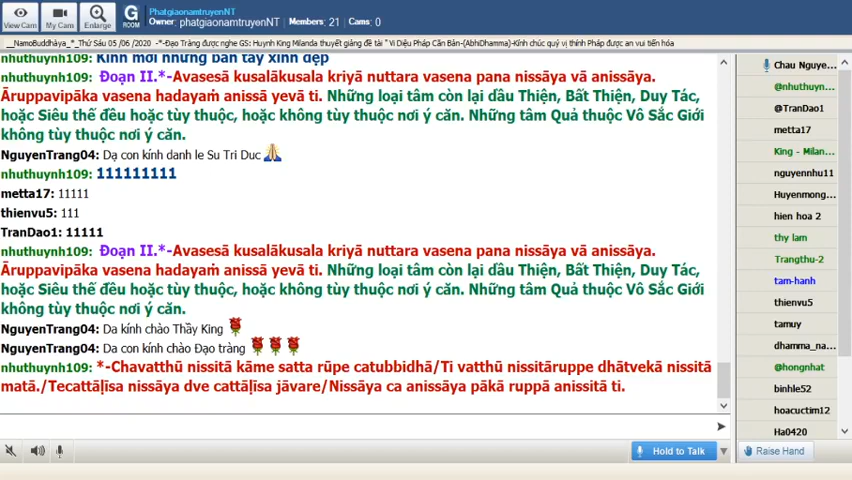 View Cam
My Cam
Enlarge
G
ROOM
PhatgiaonamtruyenNT
Owner: phatgiaonamtruyenNT | Members: 21 | Cams: 0
__NamoBuddhàya_*_Thứ Sáu 05 /06 /2020 -*-Đạo Tràng được nghe GS: Huynh King Milanda thuyết giảng đề tài " Vi Diệu Pháp Căn Bản-(AbhiDhamma)-Kính chúc quý vị thính Pháp được an vui tiến hóa
nhuthuynh109: Kính mời những bàn tay xinh đẹp
nhuthuynh109: Đoạn II.*-Avasesā kusalākusala kriyā nuttara vasena pana nissāya vā anissāya.
Āruppavipāka vasena hadayaṁ anissā yevā ti. Những loại tâm còn lại dầu Thiện, Bất Thiện, Duy Tác,
hoặc Siêu thế đều hoặc tùy thuộc, hoặc không tùy thuộc nơi ý căn. Những tâm Quả thuộc Vô Sắc Giới
không tùy thuộc nơi ý căn.
NguyenTrang04: Dạ con kính danh le Su Tri Duc
nhuthuynh109: 111111111
metta17: 11111
thienvu5: 111
TranDao1: 11111
nhuthuynh109: Đoạn II.*-Avasesā kusalākusala kriyā nuttara vasena pana nissāya vā anissāya.
Āruppavipāka vasena hadayaṁ anissā yevā ti. Những loại tâm còn lại dầu Thiện, Bất Thiện, Duy Tác,
hoặc Siêu thế đều hoặc tùy thuộc, hoặc không tùy thuộc nơi ý căn. Những tâm Quả thuộc Vô Sắc Giới
không tùy thuộc nơi ý căn.
NguyenTrang04: Da kính chào Thầy King
NguyenTrang04: Da con kính chào Đạo tràng
nhuthuynh109: *-Chavatthū nissitā kāme satta rūpe catubbidhā/Ti vatthū nissitāruppe dhātvekā nissitā
matā./Tecattāḷīsa nissāya dve cattāḷīsa jāvare/Nissāya ca anissāya pākā ruppā anissitā ti.
Hold to Talk
Chau Nguye...
@nhuthuyn...
@TranDao1
metta17
King - Milan...
nguyennhu11
Huyenmong...
hien hoa 2
thy lam
Trangthu-2
tam-hanh
thienvu5
tamuy
dhamma_na...
@hongnhat
binhle52
hoacuctim12
Ha0420
Raise Hand